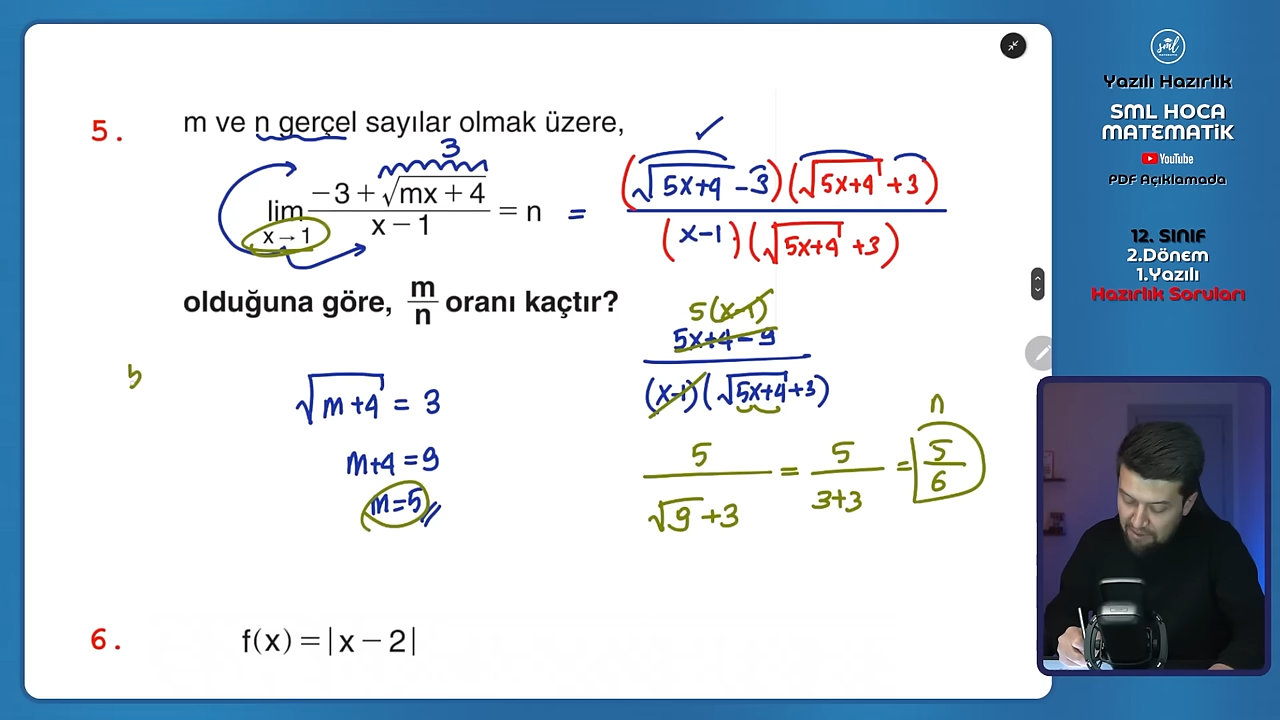 5. m ve n gerçel sayılar olmak üzere,
3
lim x→1 (−3 + √(mx + 4)) / (x − 1) = n = ((√(5x+4) − 3)(√(5x+4) + 3)) / ((x−1)·(√(5x+4) + 3))
olduğuna göre, m/n oranı kaçtır?
5(x−1)
5x+4−9
(x−1)(√(5x+4)+3)
√(m+4) = 3
m+4 = 9
m=5
n
5 / (√9 + 3) = 5 / (3+3) = 5/6
6. f(x) = |x − 2|
sml
Yazılı Hazırlık
SML HOCA
MATEMATİK
YouTube
PDF Açıklamada
12. SINIF
2.Dönem
1.Yazılı
Hazırlık Soruları